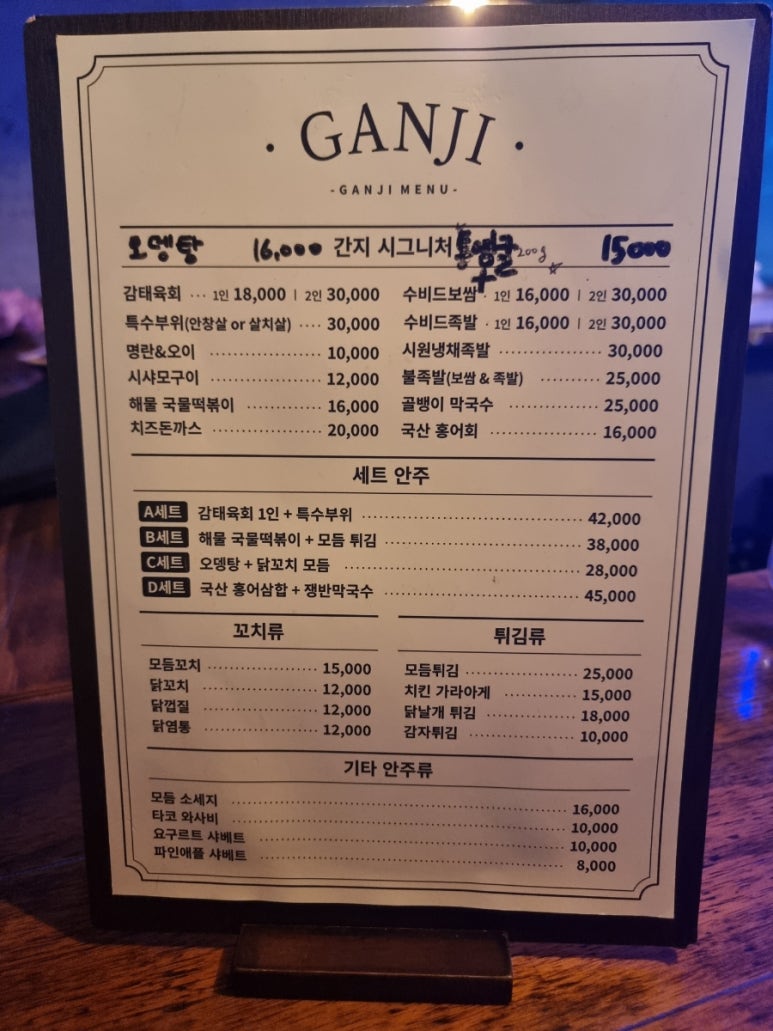 · GANJI ·
- GANJI MENU -
오뎅탕 16,000 간지 시그니처 200g 15000
감태육회 ··· 1인 18,000 | 2인 30,000
특수부위(안창살 or 살치살) ···· 30,000
명란&오이 ···· 10,000
시샤모구이 ···· 12,000
해물 국물떡볶이 ···· 16,000
치즈돈까스 ···· 20,000
수비드보쌈 · 1인 16,000 | 2인 30,000
수비드족발 · 1인 16,000 | 2인 30,000
시원냉채족발 ···· 30,000
불족발(보쌈 & 족발) ···· 25,000
골뱅이 막국수 ···· 25,000
국산 홍어회 ···· 16,000
세트 안주
A세트 감태육회 1인 + 특수부위 ···· 42,000
B세트 해물 국물떡볶이 + 모듬 튀김 ···· 38,000
C세트 오뎅탕 + 닭꼬치 모듬 ···· 28,000
D세트 국산 홍어삼합 + 쟁반막국수 ···· 45,000
꼬치류
모듬꼬치 ···· 15,000
닭꼬치 ···· 12,000
닭껍질 ···· 12,000
닭염통 ···· 12,000
튀김류
모듬튀김 ···· 25,000
치킨 가라아게 ···· 15,000
닭날개 튀김 ···· 18,000
감자튀김 ···· 10,000
기타 안주류
모듬 소세지 ···· 16,000
타코 와사비 ···· 10,000
요구르트 샤베트 ···· 10,000
파인애플 샤베트 ···· 8,000